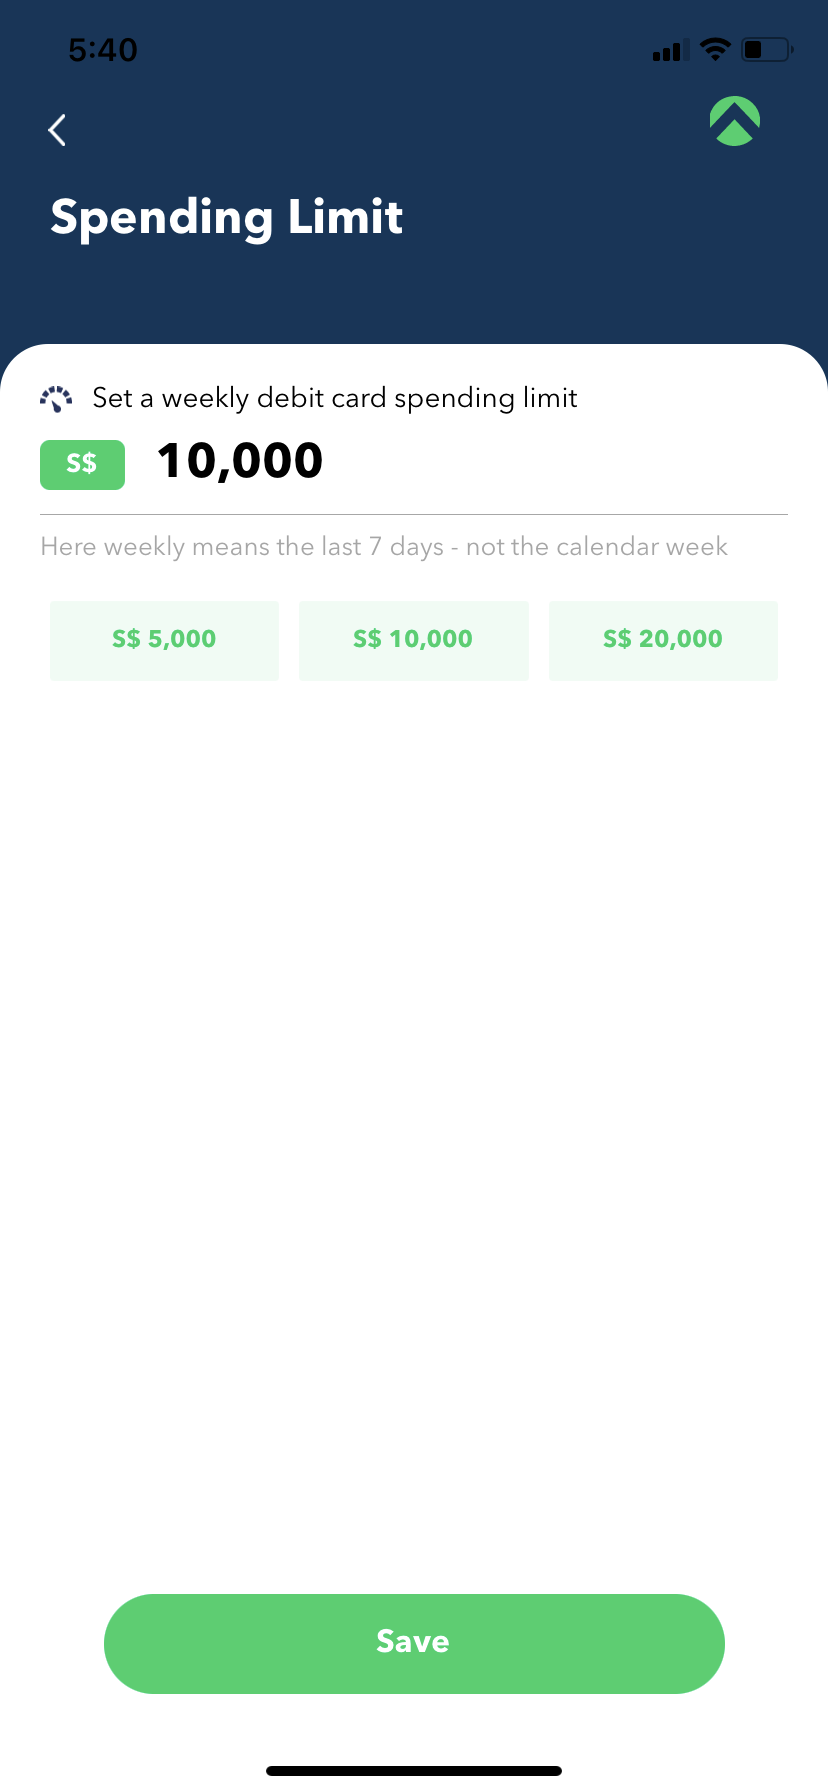 5:40
Spending Limit
Set a weekly debit card spending limit
S$ 10,000
Here weekly means the last 7 days - not the calendar week
S$ 5,000 S$ 10,000 S$ 20,000
Save